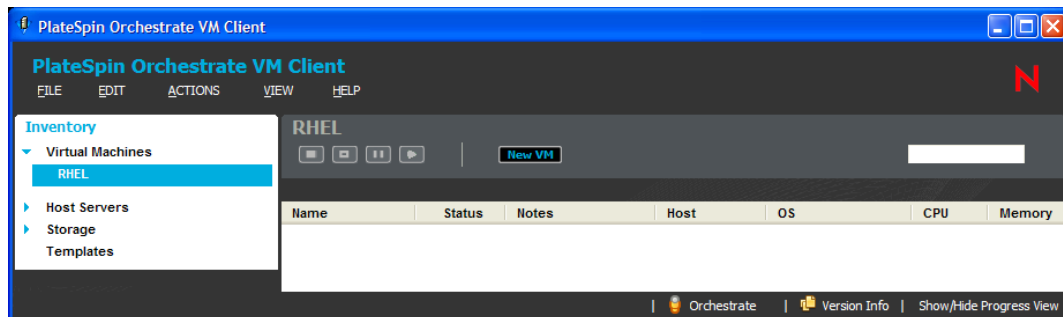 PlateSpin Orchestrate VM Client
PlateSpin Orchestrate VM Client
FILE EDIT ACTIONS VIEW HELP
N
Inventory
Virtual Machines
RHEL
Host Servers
Storage
Templates
RHEL
New VM
Name Status Notes Host OS CPU Memory
| Orchestrate | Version Info | Show/Hide Progress View